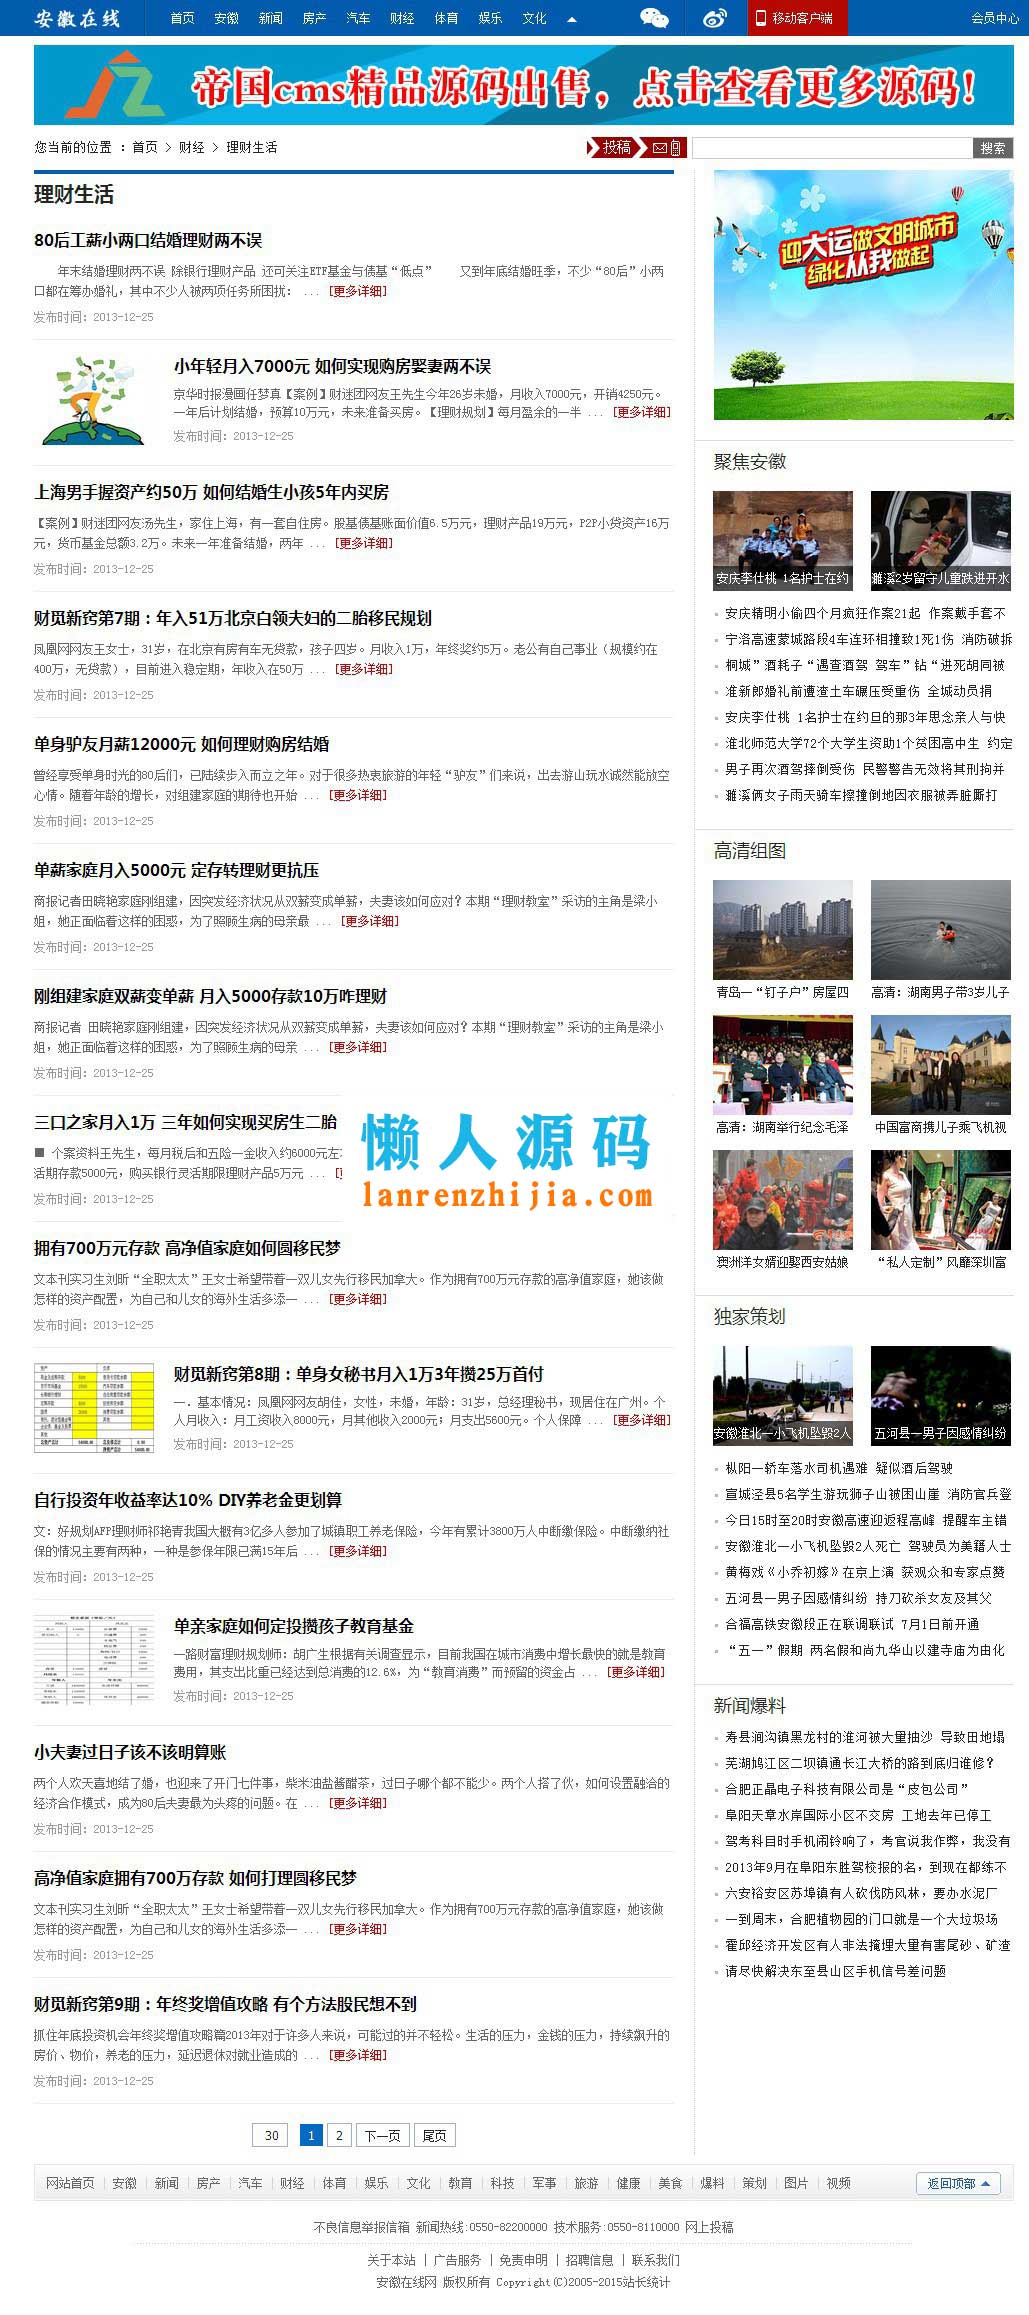 安徽在线
首页 安徽 新闻 房产 汽车 财经 体育 娱乐 文化
移动客户端
会员中心
帝国cms精品源码出售，点击查看更多源码！
您当前的位置 ：首页 > 财经 > 理财生活
投稿
搜索
理财生活
80后工薪小两口结婚理财两不误
年末结婚理财两不误 除银行理财产品 还可关注ETF基金与债基“低点” 又到年底结婚旺季，不少“80后”小两
口都在筹办婚礼，其中不少人被两项任务所困扰： ... [更多详细]
发布时间：2013-12-25
小年轻月入7000元 如何实现购房娶妻两不误
京华时报漫画任梦真【案例】财迷团网友王先生今年26岁未婚，月收入7000元，开销4250元。
一年后计划结婚，预算10万元，未来准备买房。【理财规划】每月盈余的一半 ... [更多详细]
发布时间：2013-12-25
上海男手握资产约50万 如何结婚生小孩5年内买房
【案例】财迷团网友汤先生，家住上海，有一套自住房。股基债基账面价值6.5万元，理财产品19万元，P2P小贷资产16万
元，货币基金总额3.2万。未来一年准备结婚，两年 ... [更多详细]
发布时间：2013-12-25
财觅新窍第7期：年入51万北京白领夫妇的二胎移民规划
凤凰网网友王女士，31岁，在北京有房有车无贷款，孩子四岁。月收入1万，年终奖约5万。老公有自己事业（规模约在
400万，无贷款），目前进入稳定期，年收入在50万 ... [更多详细]
发布时间：2013-12-25
单身驴友月薪12000元 如何理财购房结婚
曾经享受单身时光的80后们，已陆续步入而立之年。对于很多热衷旅游的年轻“驴友”们来说，出去游山玩水诚然能放空
心情。随着年龄的增长，对组建家庭的期待也开始 ... [更多详细]
发布时间：2013-12-25
单薪家庭月入5000元 定存转理财更抗压
商报记者田晓艳家庭刚组建，因突发经济状况从双薪变成单薪，夫妻该如何应对？本期“理财教室”采访的主角是梁小
姐，她正面临着这样的困惑，为了照顾生病的母亲最 ... [更多详细]
发布时间：2013-12-25
刚组建家庭双薪变单薪 月入5000存款10万咋理财
商报记者 田晓艳家庭刚组建，因突发经济状况从双薪变成单薪，夫妻该如何应对？本期“理财教室”采访的主角是梁小
姐，她正面临着这样的困惑，为了照顾生病的母亲 ... [更多详细]
发布时间：2013-12-25
三口之家月入1万 三年如何实现买房生二胎
■ 个案资料王先生，每月税后和五险一金收入约6000元左
活期存款5000元，购买银行灵活期限理财产品5万元 ...
发布时间：2013-12-25
懒人源码
lanrenzhijia.com
拥有700万元存款 高净值家庭如何圆移民梦
文本刊实习生刘昕“全职太太”王女士希望带着一双儿女先行移民加拿大。作为拥有700万元存款的高净值家庭，她该做
怎样的资产配置，为自己和儿女的海外生活多添一 ... [更多详细]
发布时间：2013-12-25
财觅新窍第8期：单身女秘书月入1万3年攒25万首付
一．基本情况：凤凰网网友胡佳，女性，未婚，年龄：31岁，总经理秘书，现居住在广州。个
人月收入：月工资收入8000元，月其他收入2000元；月支出5600元。个人保障 ... [更多详细]
发布时间：2013-12-25
自行投资年收益率达10% DIY养老金更划算
文：好规划AFP理财师祁艳青我国大概有3亿多人参加了城镇职工养老保险，今年有累计3800万人中断缴保险。中断缴纳社
保的情况主要有两种，一种是参保年限已满15年后 ... [更多详细]
发布时间：2013-12-25
单亲家庭如何定投攒孩子教育基金
一路财富理财规划师：胡广生根据有关调查显示，目前我国在城市消费中增长最快的就是教育
费用，其支出比重已经达到总消费的12.6%，为“教育消费”而预留的资金占 ... [更多详细]
发布时间：2013-12-25
小夫妻过日子该不该明算账
两个人欢天喜地结了婚，也迎来了开门七件事，柴米油盐酱醋茶，过日子哪个都不能少。两个人搭了伙，如何设置融洽的
经济合作模式，成为80后夫妻最为头疼的问题。在 ... [更多详细]
发布时间：2013-12-25
高净值家庭拥有700万存款 如何打理圆移民梦
文本刊实习生刘昕“全职太太”王女士希望带着一双儿女先行移民加拿大。作为拥有700万元存款的高净值家庭，她该做
怎样的资产配置，为自己和儿女的海外生活多添一 ... [更多详细]
发布时间：2013-12-25
财觅新窍第9期：年终奖增值攻略 有个方法股民想不到
抓住年底投资机会年终奖增值攻略篇2013年对于许多人来说，可能过的并不轻松。生活的压力，金钱的压力，持续飙升的
房价、物价，养老的压力，延迟退休对就业造成的 ... [更多详细]
发布时间：2013-12-25
30 1 2 下一页 尾页
迎大运做文明城市
绿化从我做起
聚焦安徽
安庆李仕桃 1名护士在约
濉溪2岁留守儿童跌进开水
安庆精明小偷四个月疯狂作案21起 作案戴手套不
宁洛高速蒙城路段4车连环相撞致1死1伤 消防破拆
桐城”酒耗子“遇查酒驾 驾车”钻“进死胡同被
准新郎婚礼前遭渣土车碾压受重伤 全城动员捐
安庆李仕桃 1名护士在约旦的那3年思念亲人与快
淮北师范大学72个大学生资助1个贫困高中生 约定
男子再次酒驾摔倒受伤 民警警告无效将其刑拘并
濉溪俩女子雨天骑车擦撞倒地因衣服被弄脏厮打
高清组图
青岛一“钉子户”房屋四
高清：湖南男子带3岁儿子
高清：湖南举行纪念毛泽
中国富商携儿子乘飞机视
澳洲洋女婿迎娶西安姑娘
“私人定制”风靡深圳富
独家策划
安徽淮北一小飞机坠毁2人
五河县一男子因感情纠纷
枞阳一轿车落水司机遇难 疑似酒后驾驶
宣城泾县5名学生游玩狮子山被困山崖 消防官兵登
今日15时至20时安徽高速迎返程高峰 提醒车主错
安徽淮北一小飞机坠毁2人死亡 驾驶员为美籍人士
黄梅戏《小乔初嫁》在京上演 获观众和专家点赞
五河县一男子因感情纠纷 持刀砍杀女友及其父
合福高铁安徽段正在联调联试 7月1日前开通
“五一”假期 两名假和尚九华山以建寺庙为由化
新闻爆料
寿县涧沟镇黑龙村的淮河被大量抽沙 导致田地塌
芜湖鸠江区二坝镇通长江大桥的路到底归谁修？
合肥正晶电子科技有限公司是“皮包公司”
阜阳天章水岸国际小区不交房 工地去年已停工
驾考科目时手机闹铃响了，考官说我作弊，我没有
2013年9月在阜阳东胜驾校报的名，到现在都练不
六安裕安区苏埠镇有人砍伐防风林，要办水泥厂
一到周末，合肥植物园的门口就是一个大垃圾场
霍邱经济开发区有人非法掩埋大量有害尾砂、矿渣
请尽快解决东至县山区手机信号差问题
网站首页 安徽 新闻 房产 汽车 财经 体育 娱乐 文化 教育 科技 军事 旅游 健康 美食 爆料 策划 图片 视频
返回顶部
不良信息举报信箱 新闻热线:0550-82200000 技术服务:0550-8110000 网上投稿
关于本站 | 广告服务 | 免责申明 | 招聘信息 | 联系我们
安徽在线网 版权所有 Copyright(C)2005-2015站长统计